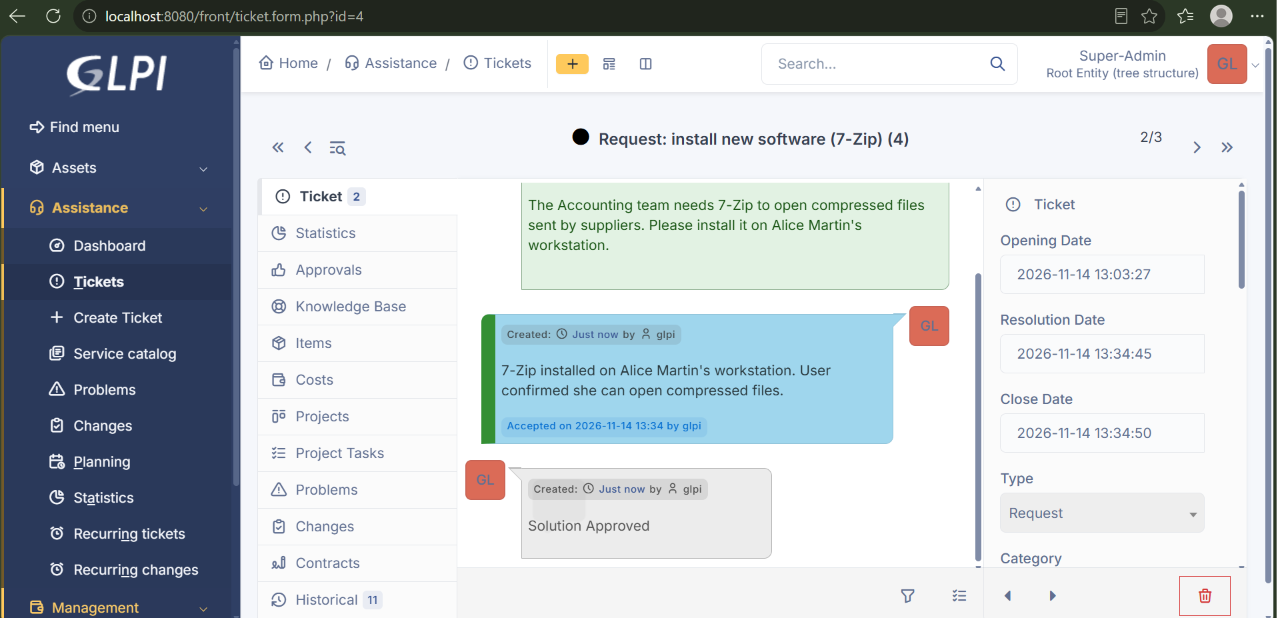 localhost:8080/front/ticket.form.php?id=4
GLPI
Find menu
Assets
Assistance
Dashboard
Tickets
Create Ticket
Service catalog
Problems
Changes
Planning
Statistics
Recurring tickets
Recurring changes
Management
Home / Assistance / Tickets
Search...
Super-Admin
Root Entity (tree structure)
GL
Request: install new software (7-Zip) (4)
2/3
Ticket 2
Statistics
Approvals
Knowledge Base
Items
Costs
Projects
Project Tasks
Problems
Changes
Contracts
Historical 11
The Accounting team needs 7-Zip to open compressed files
sent by suppliers. Please install it on Alice Martin's
workstation.
GL
Created: Just now by glpi
7-Zip installed on Alice Martin's workstation. User
confirmed she can open compressed files.
Accepted on 2026-11-14 13:34 by glpi
GL
Created: Just now by glpi
Solution Approved
Ticket
Opening Date
2026-11-14 13:03:27
Resolution Date
2026-11-14 13:34:45
Close Date
2026-11-14 13:34:50
Type
Request
Category